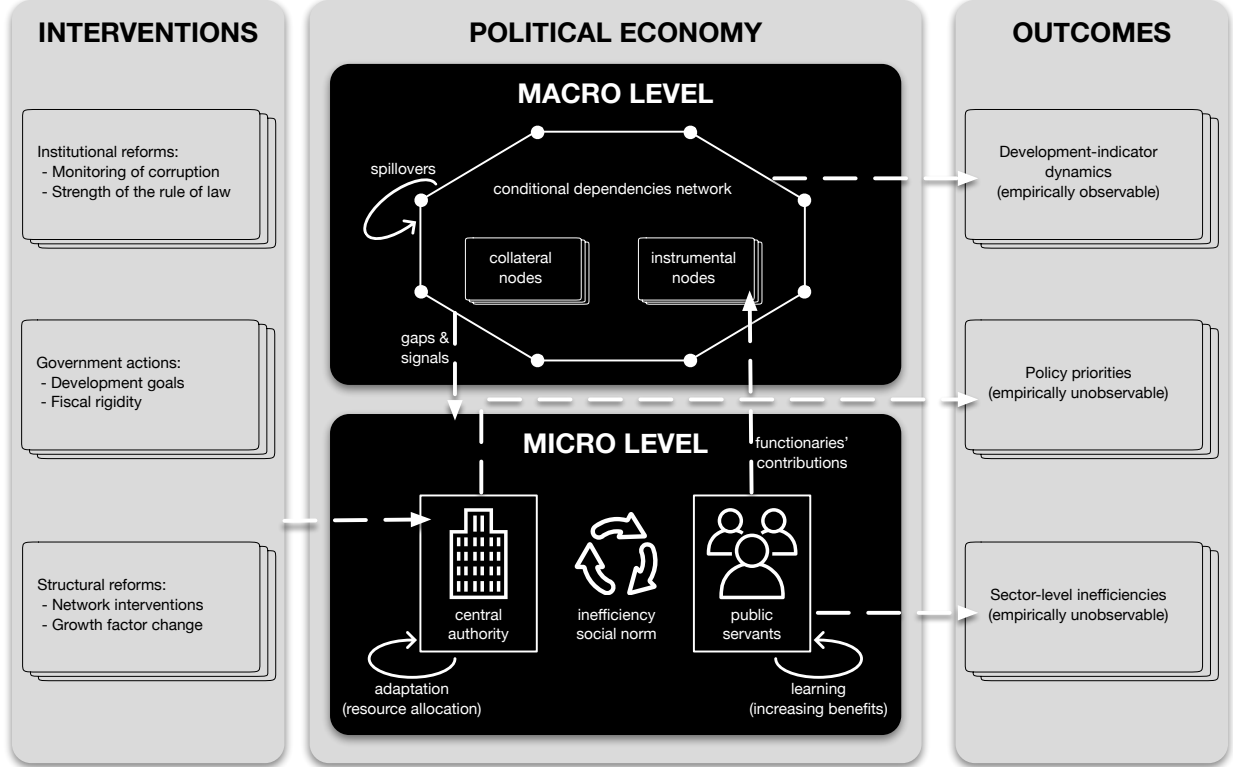 INTERVENTIONS
Institutional reforms:
- Monitoring of corruption
- Strength of the rule of law
Government actions:
- Development goals
- Fiscal rigidity
Structural reforms:
- Network interventions
- Growth factor change
POLITICAL ECONOMY
MACRO LEVEL
spillovers
conditional dependencies network
collateral
nodes
instrumental
nodes
gaps &
signals
MICRO LEVEL
functionaries'
contributions
central
authority
inefficiency
social norm
public
servants
adaptation
(resource allocation)
learning
(increasing benefits)
OUTCOMES
Development-indicator
dynamics
(empirically observable)
Policy priorities
(empirically unobservable)
Sector-level inefficiencies
(empirically unobservable)